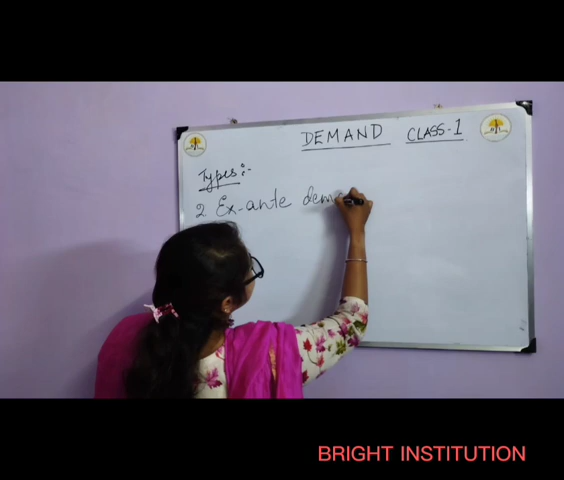 DEMAND CLASS-1
Types:-
2. Ex-ante dem
BRIGHT INSTITUTION